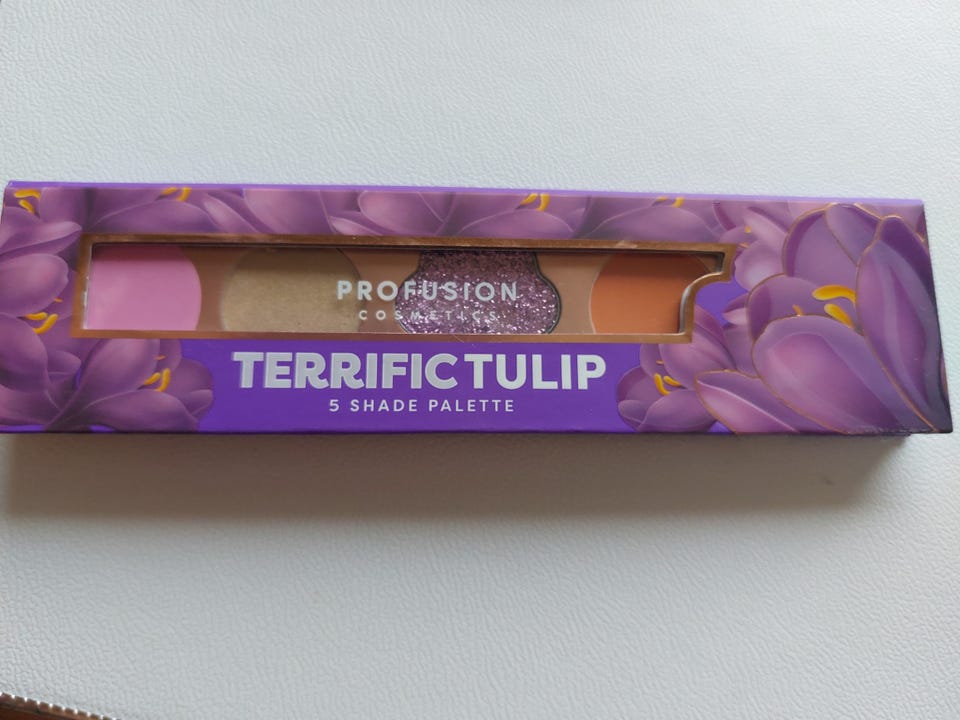 PROFUSION
COSMETICS
TERRIFIC TULIP
5 SHADE PALETTE